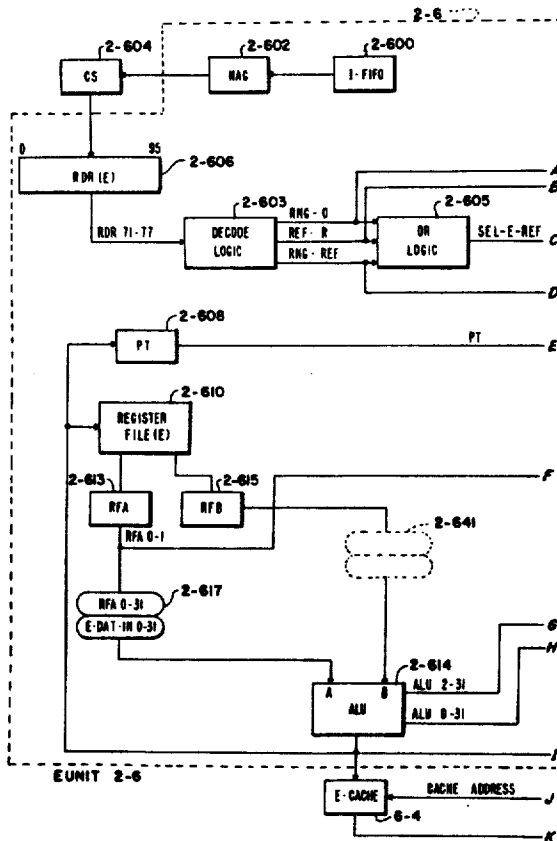 2-6
2-604
2-602
2-600
CS
NAG
I-FIFO
0
95
2-606
RDR(E)
A
2-603
RNG-0
2-605
B
RDR 71-77
DECODE
LOGIC
REF-R
OR
LOGIC
SEL-E-REF
C
RNG-REF
D
2-608
PT
PT
E
2-610
REGISTER
FILE(E)
2-613
2-615
F
RFA
RFB
RFA 0-1
2-641
2-617
RFA 0-31
E-DAT-IN 0-31
G
2-614
A
B
ALU 2-31
H
ALU
ALU 0-31
I
EUNIT 2-6
E-CACHE
CACHE ADDRESS
J
6-4
K